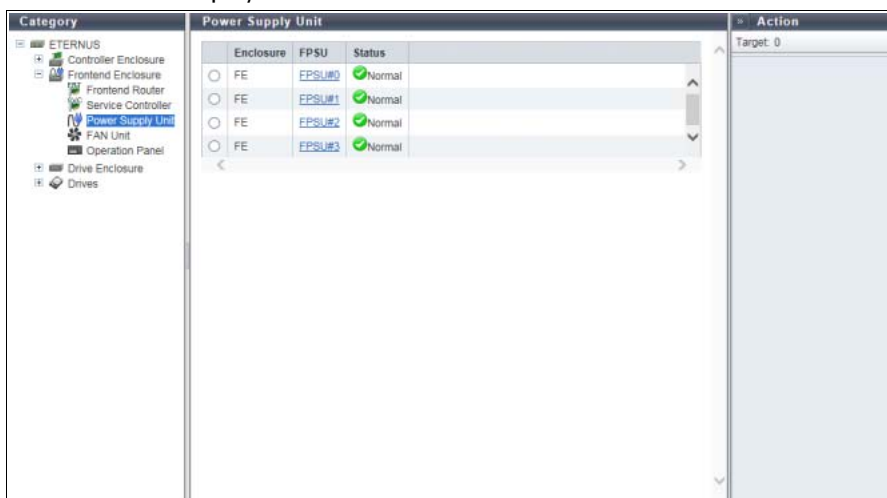 Category
ETERNUS
Controller Enclosure
Frontend Enclosure
Frontend Router
Service Controller
Power Supply Unit
FAN Unit
Operation Panel
Drive Enclosure
Drives
Power Supply Unit
Enclosure FPSU Status
FE FPSU#0 Normal
FE FPSU#1 Normal
FE FPSU#2 Normal
FE FPSU#3 Normal
» Action
Target: 0